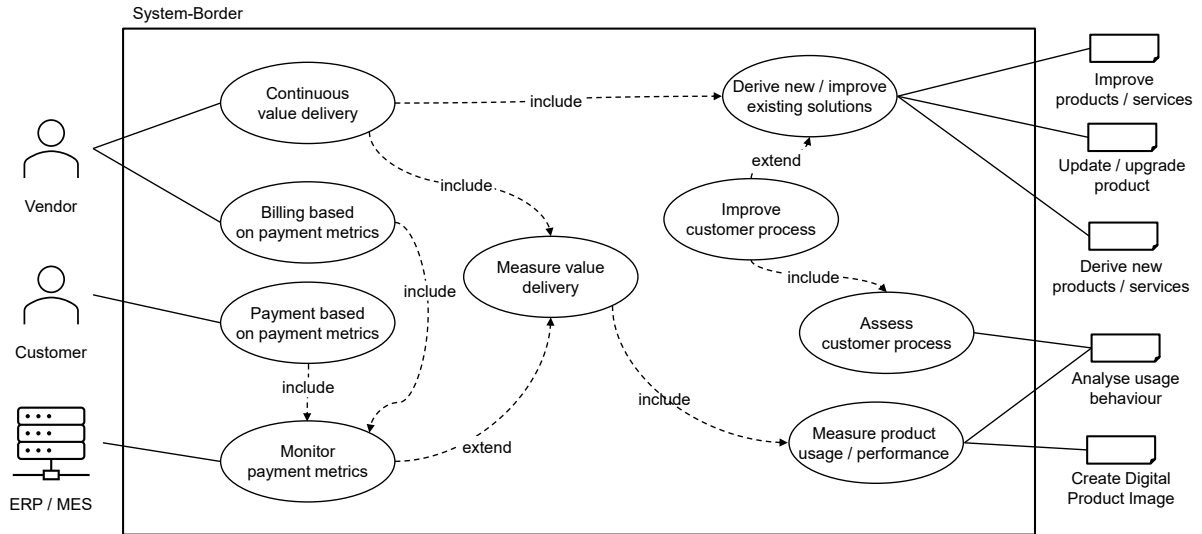 System-Border
Vendor
Customer
ERP / MES
Continuous
value delivery
Billing based
on payment metrics
Payment based
on payment metrics
Monitor
payment metrics
include
include
include
include
extend
Measure value
delivery
include
Derive new / improve
existing solutions
extend
Improve
customer process
include
Assess
customer process
Measure product
usage / performance
Improve
products / services
Update / upgrade
product
Derive new
products / services
Analyse usage
behaviour
Create Digital
Product Image